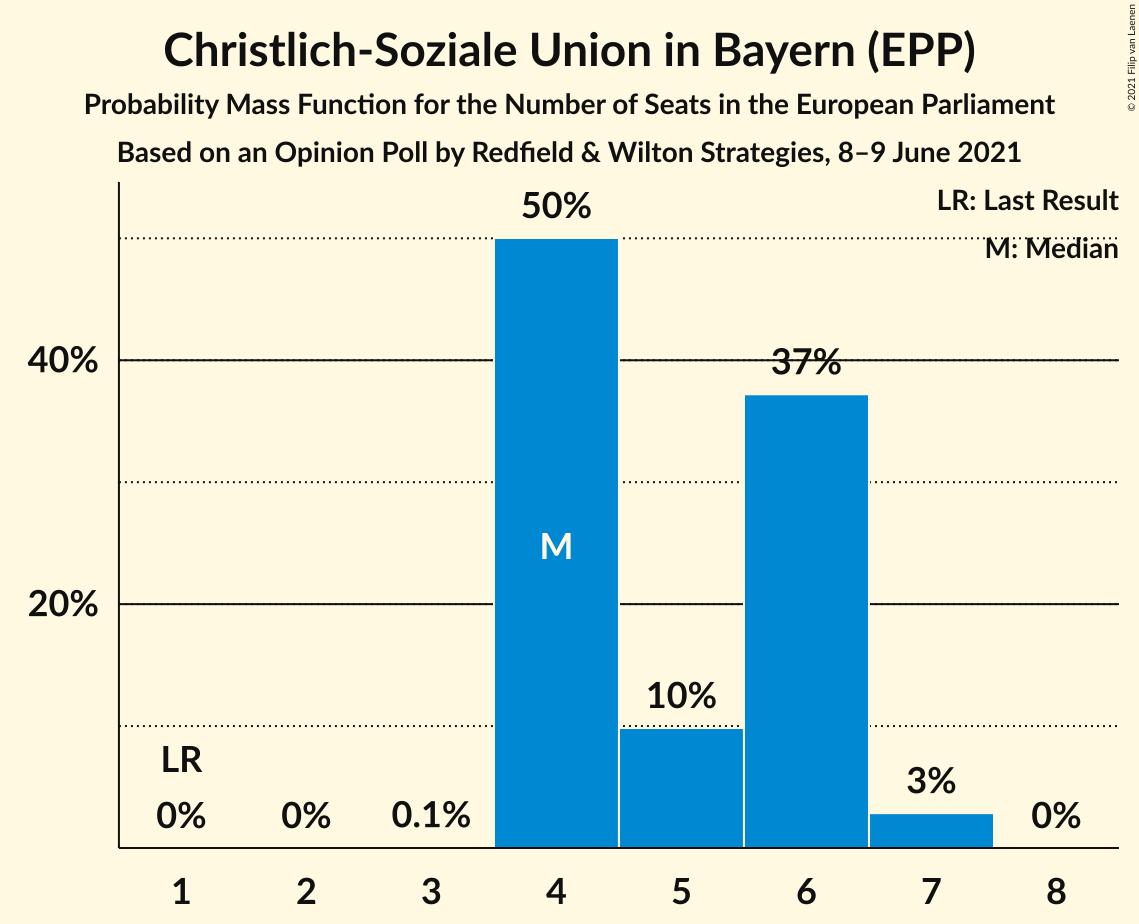 Christlich-Soziale Union in Bayern (EPP)
Probability Mass Function for the Number of Seats in the European Parliament
Based on an Opinion Poll by Redfield & Wilton Strategies, 8–9 June 2021
© 2021 Filip van Laenen
LR: Last Result
M: Median
50%
40%
37%
M
20%
10%
LR
3%
0%
0%
0.1%
0%
1
2
3
4
5
6
7
8